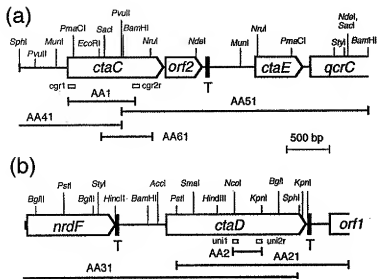 (a)
PvuII
NdeI,
PmaCI SacI BamHI NruI SacI
SphI MunI EcoRI NruI NdeI MunI PmaCI StyI BamHI
PvuII
ctaC orf2 ctaE qcrC
T
cgr1 cgr2r
AA1
AA51
AA41
AA61
500 bp
(b)
AccI BglI KpnI
PstI StyI HincII BamHI PstI SmaI NcoI
BglII BglII HindIII KpnI SphI
nrdF ctaD orf1
T T
uni1 uni2r
AA2
AA31 AA21